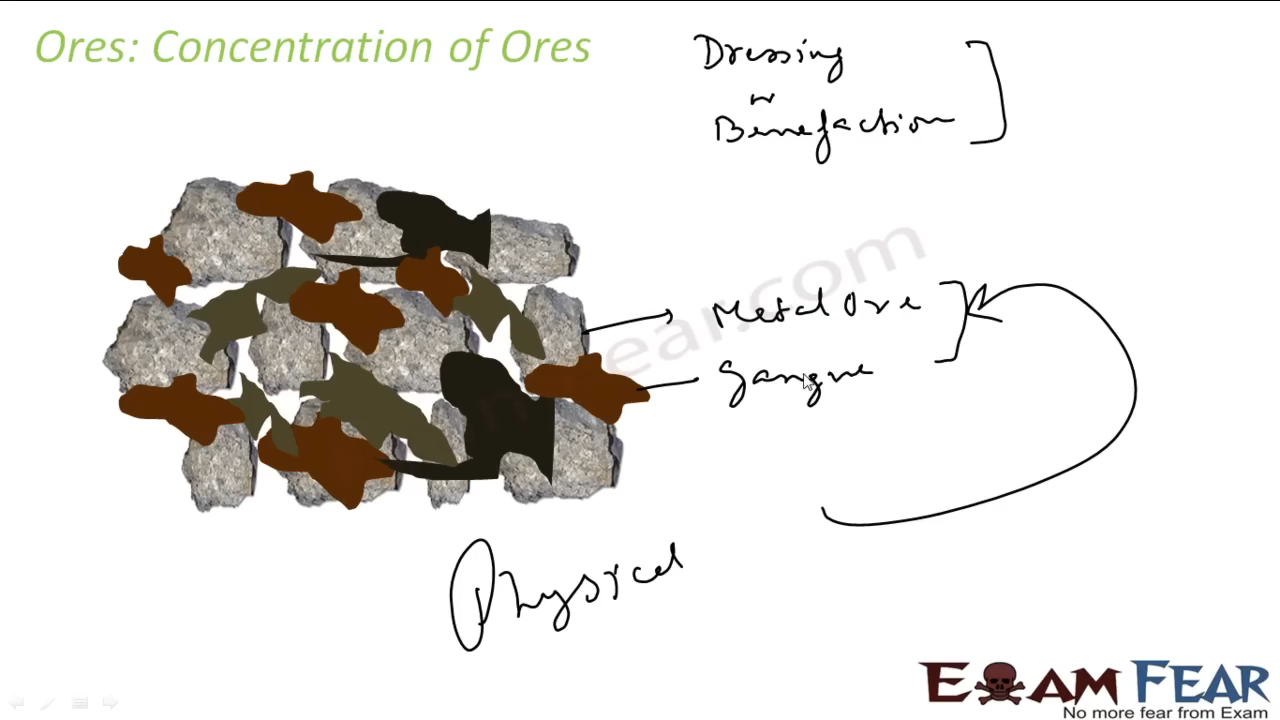 Ores: Concentration of Ores
Dressing
or
Benefaction
Metal Ore
Gangue
Physical
EXAM FEAR
No more fear from Exam